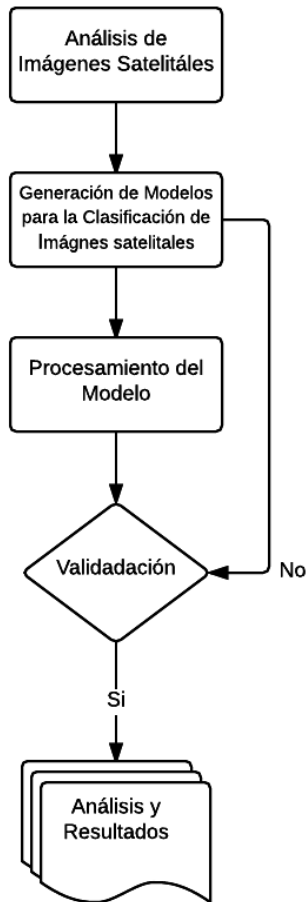 Análisis de
Imágenes Satelitáles
Generación de Modelos
para la Clasificación de
Imágnes satelitales
Procesamiento del
Modelo
Validadación
No
Si
Análisis y
Resultados